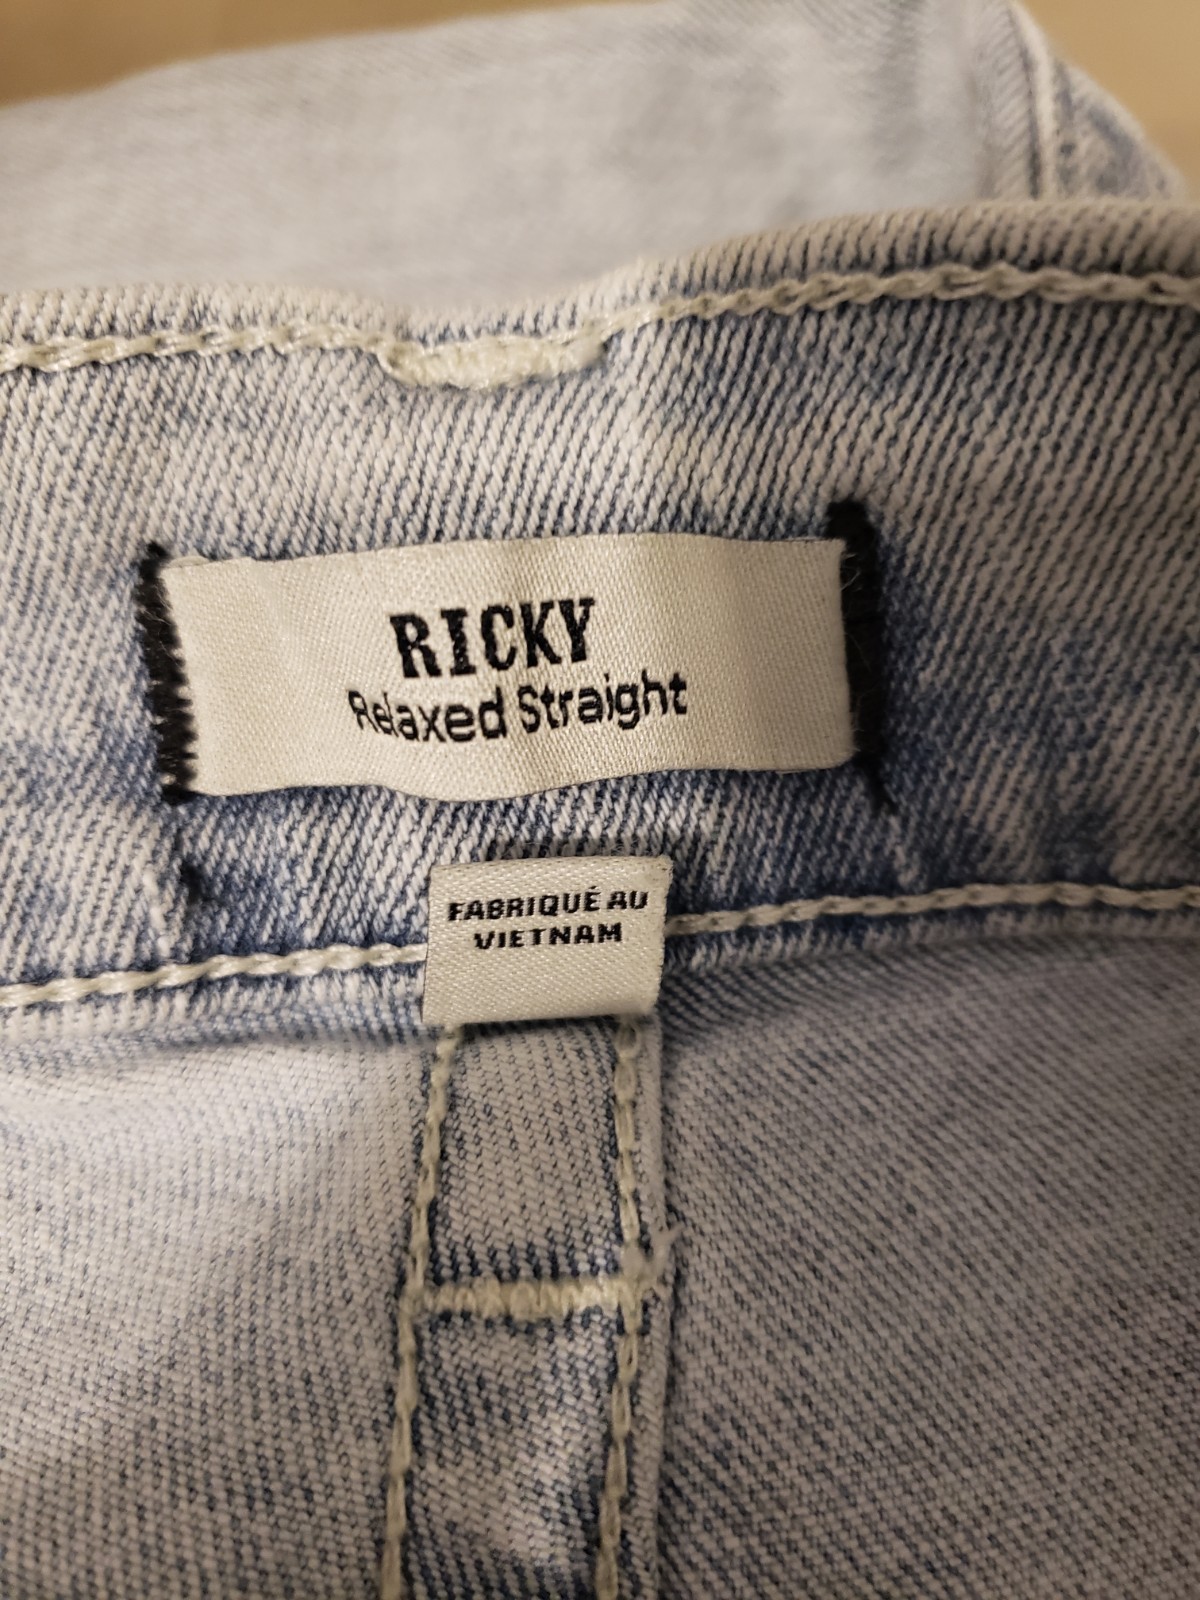 RICKY
Relaxed Straight
FABRIQUÉ AU
VIETNAM